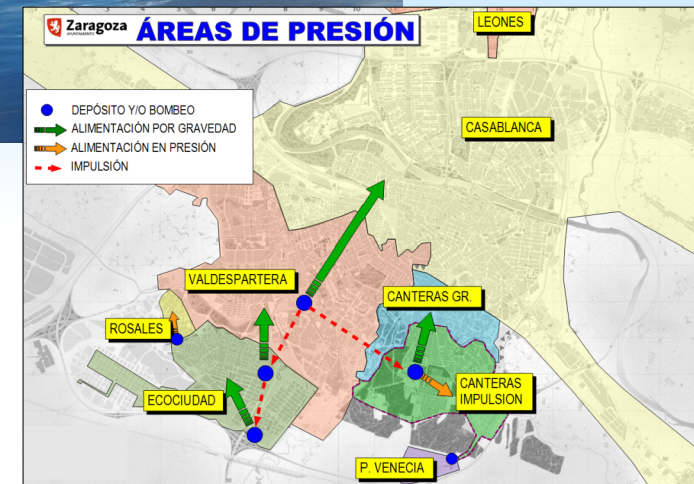 Zaragoza
AYUNTAMIENTO
ÁREAS DE PRESIÓN
LEONES
DEPÓSITO Y/O BOMBEO
ALIMENTACIÓN POR GRAVEDAD
ALIMENTACIÓN EN PRESIÓN
IMPULSIÓN
CASABLANCA
VALDESPARTERA
CANTERAS GR.
ROSALES
CANTERAS
IMPULSION
ECOCIUDAD
P. VENECIA